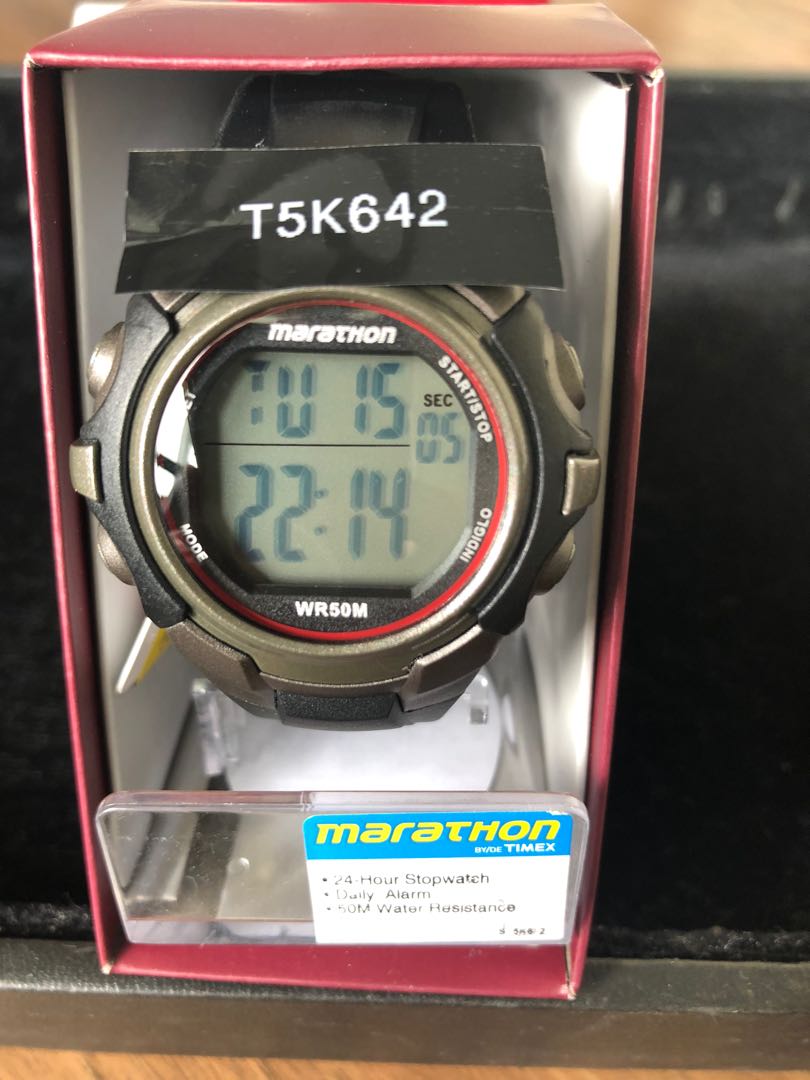 T5K642
marathon
START/STOP
TU 15
SEC
05
22:14
MODE
INDIGLO
WR50M
marathon
BY/DE TIMEX
• 24-Hour Stopwatch
• Daily Alarm
• 50M Water Resistance